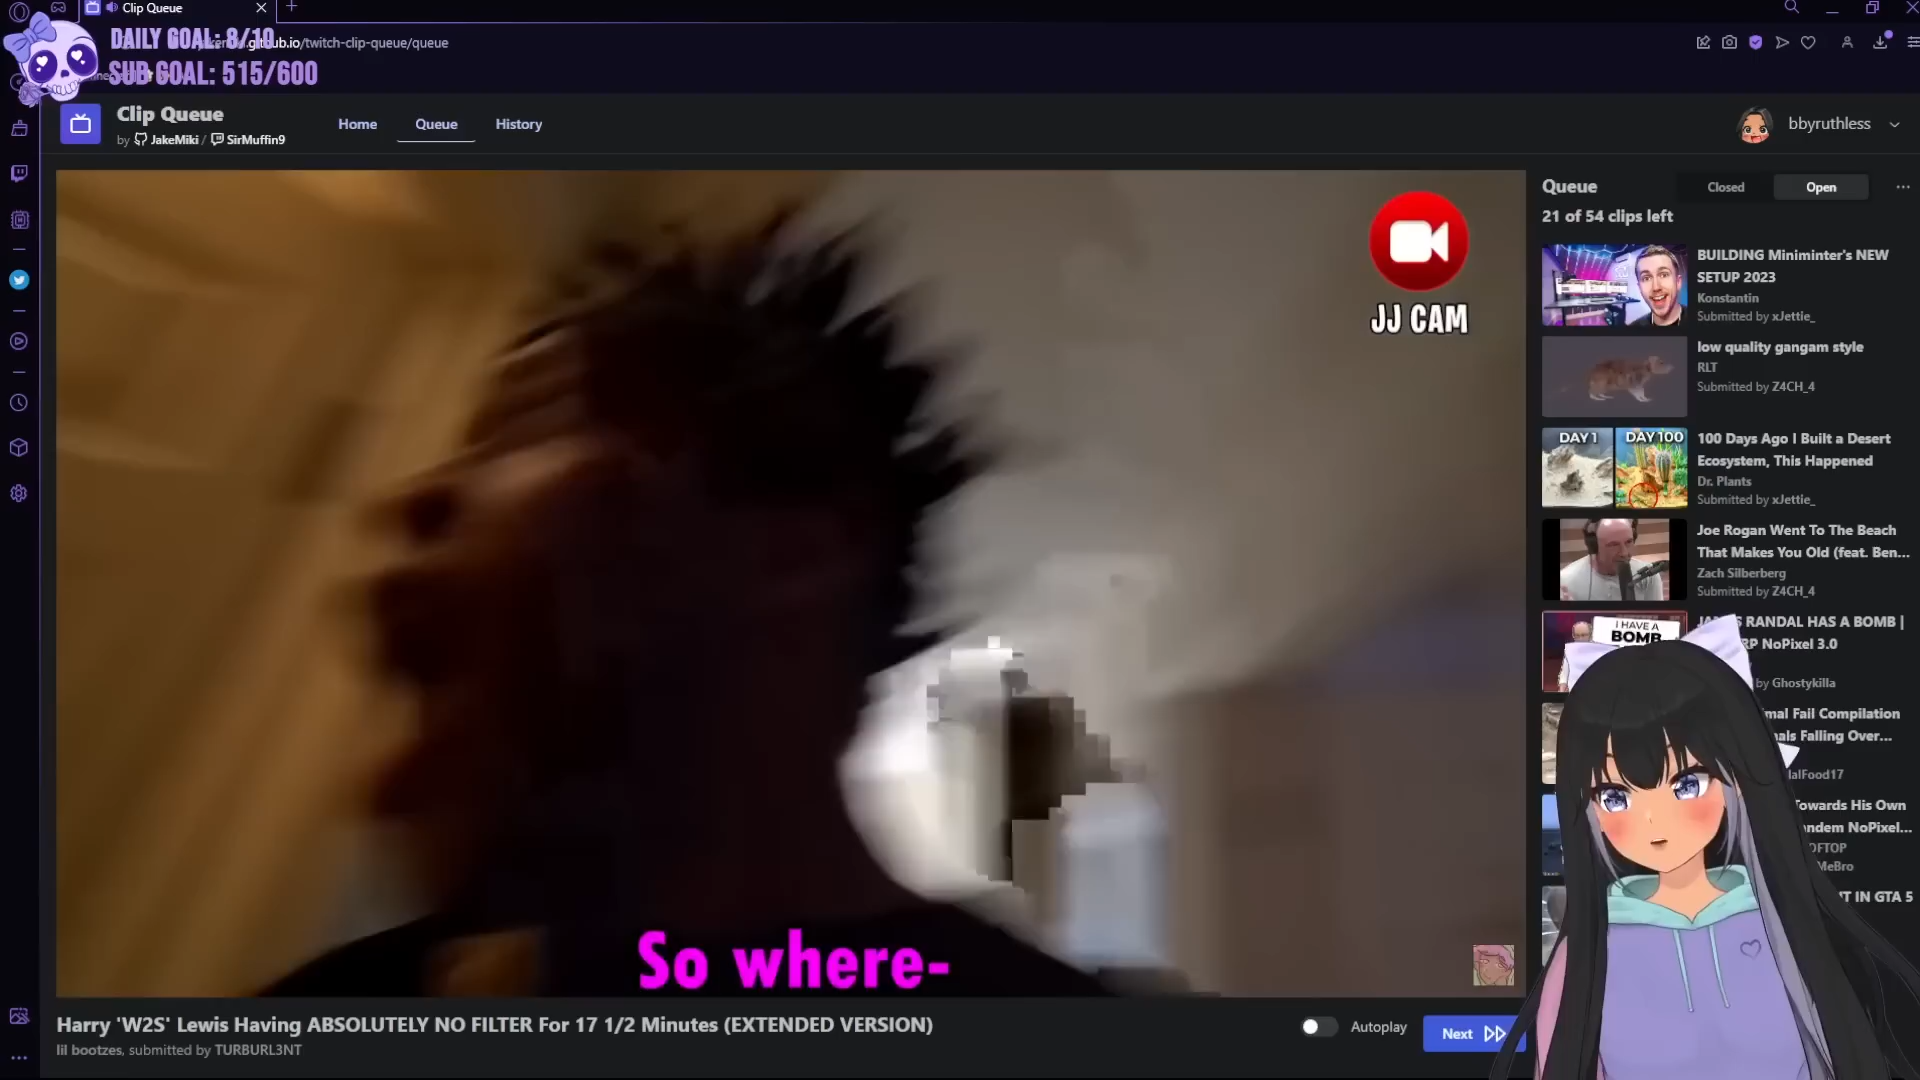 Clip Queue
DAILY GOAL: 8/10
github.io/twitch-clip-queue/queue
SUB GOAL: 515/600
Clip Queue
by JakeMiki / SirMuffin9
Home
Queue
History
bbyruthless
JJ CAM
So where-
Harry 'W2S' Lewis Having ABSOLUTELY NO FILTER For 17 1/2 Minutes (EXTENDED VERSION)
lil bootzes, submitted by TURBURL3NT
Autoplay
Next
Queue
Closed
Open
21 of 54 clips left
BUILDING Miniminter's NEW
SETUP 2023
Konstantin
Submitted by xJettie_
low quality gangam style
RLT
Submitted by Z4CH_4
DAY 1
DAY 100
100 Days Ago I Built a Desert
Ecosystem, This Happened
Dr. Plants
Submitted by xJettie_
Joe Rogan Went To The Beach
That Makes You Old (feat. Ben...
Zach Silberberg
Submitted by Z4CH_4
I HAVE A
BOMB
RANDAL HAS A BOMB |
NoPixel 3.0
by Ghostykilla
Fail Compilation
Falling Over...
Towards His Own
NoPixel...
IN GTA 5